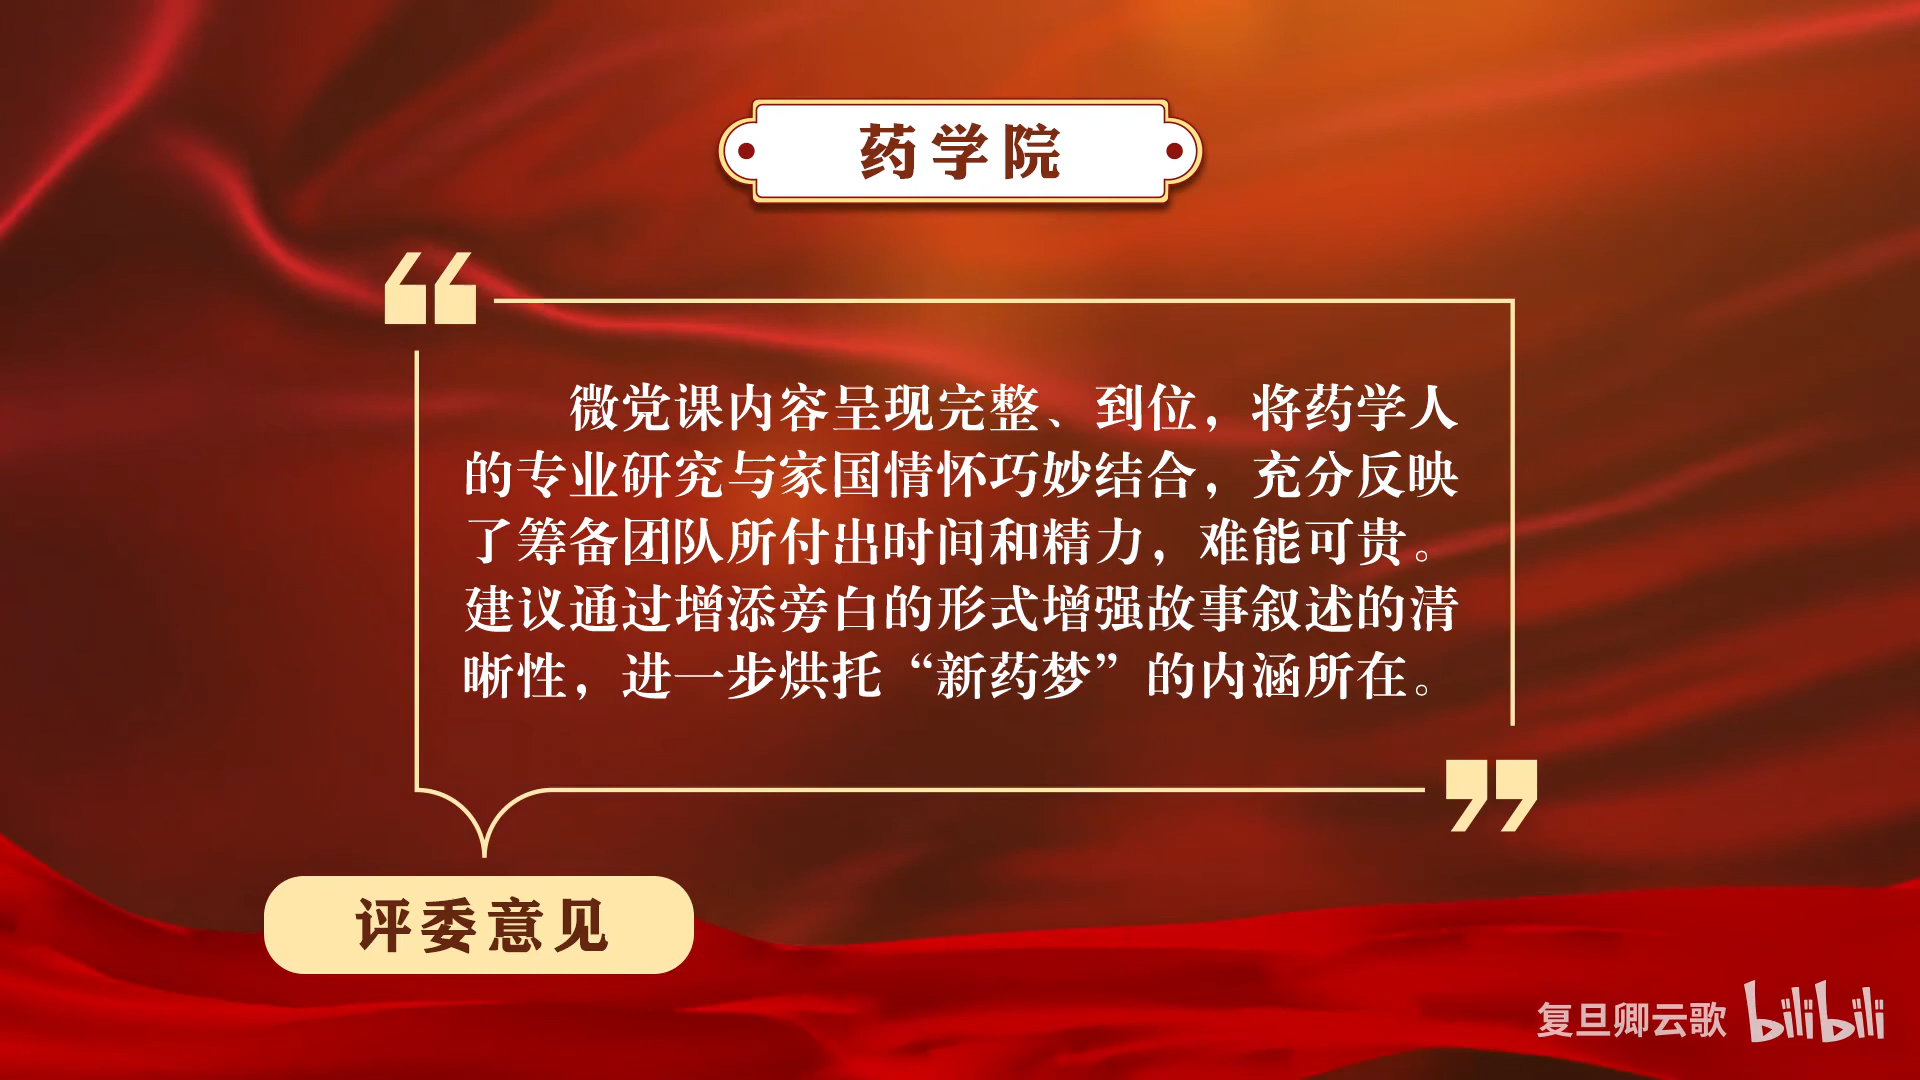 药学院
微党课内容呈现完整、到位，将药学人
的专业研究与家国情怀巧妙结合，充分反映
了筹备团队所付出时间和精力，难能可贵。
建议通过增添旁白的形式增强故事叙述的清
晰性，进一步烘托“新药梦”的内涵所在。
评委意见
复旦卿云歌 bilibili